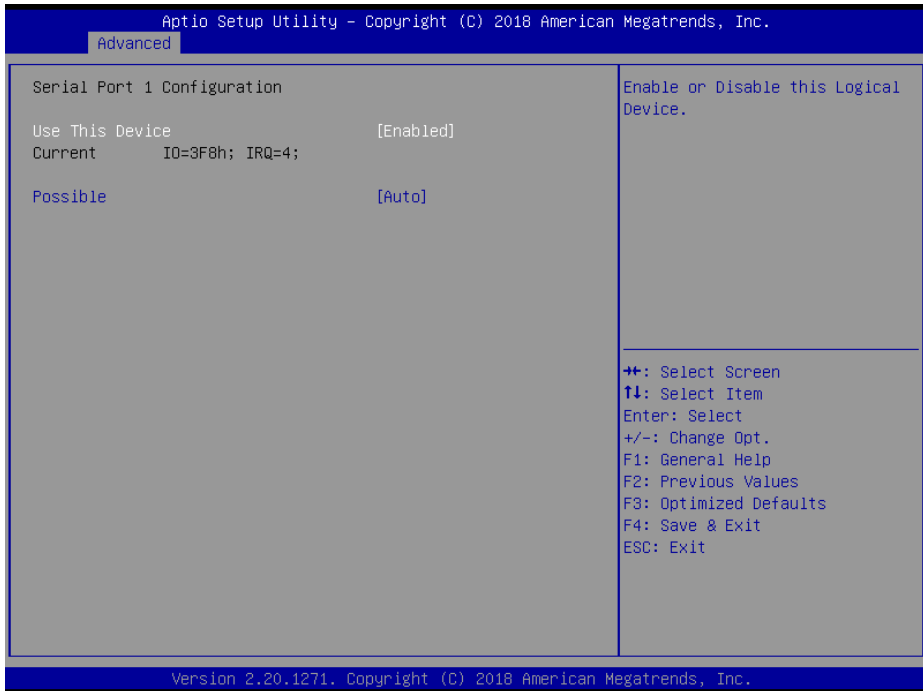 Aptio Setup Utility – Copyright (C) 2018 American Megatrends, Inc.
Advanced
Serial Port 1 Configuration
Use This Device [Enabled]
Current IO=3F8h; IRQ=4;
Possible [Auto]
Enable or Disable this Logical
Device.
→←: Select Screen
↑↓: Select Item
Enter: Select
+/-: Change Opt.
F1: General Help
F2: Previous Values
F3: Optimized Defaults
F4: Save & Exit
ESC: Exit
Version 2.20.1271. Copyright (C) 2018 American Megatrends, Inc.